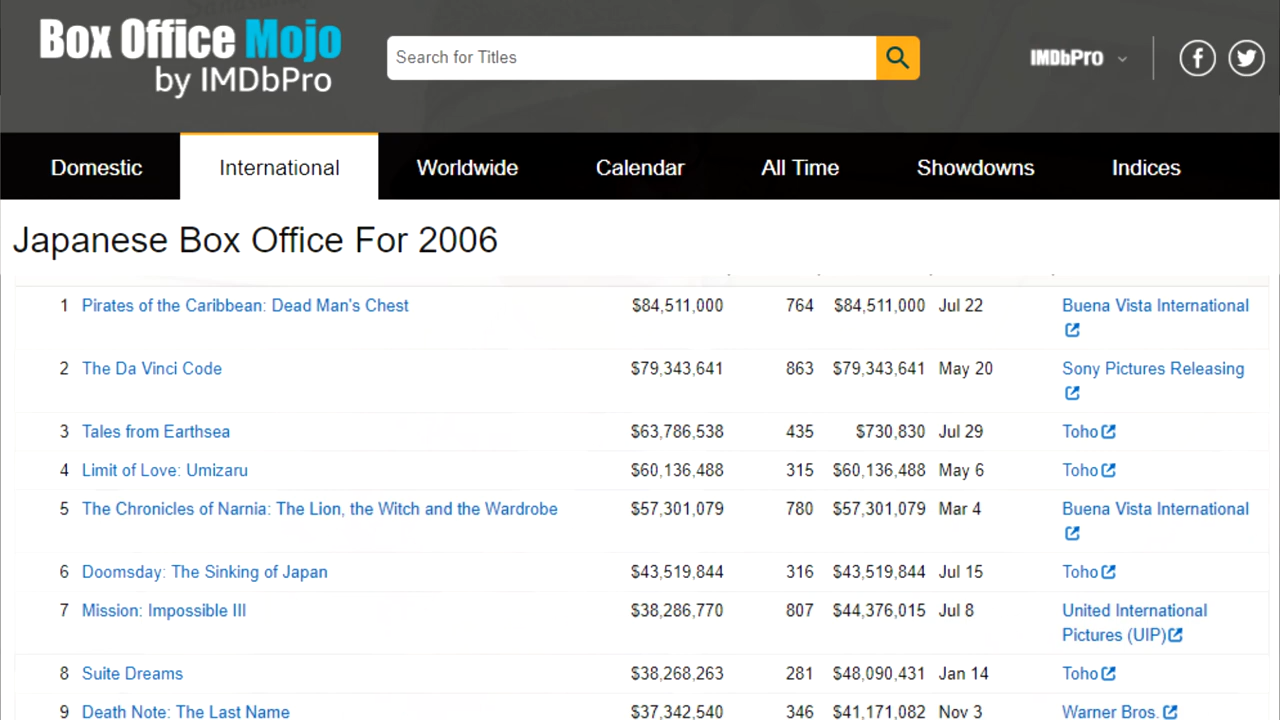 Box Office Mojo
by IMDbPro
Search for Titles
IMDbPro
Domestic International Worldwide Calendar All Time Showdowns Indices
Japanese Box Office For 2006
1 Pirates of the Caribbean: Dead Man's Chest $84,511,000 764 $84,511,000 Jul 22 Buena Vista International
2 The Da Vinci Code $79,343,641 863 $79,343,641 May 20 Sony Pictures Releasing
3 Tales from Earthsea $63,786,538 435 $730,830 Jul 29 Toho
4 Limit of Love: Umizaru $60,136,488 315 $60,136,488 May 6 Toho
5 The Chronicles of Narnia: The Lion, the Witch and the Wardrobe $57,301,079 780 $57,301,079 Mar 4 Buena Vista International
6 Doomsday: The Sinking of Japan $43,519,844 316 $43,519,844 Jul 15 Toho
7 Mission: Impossible III $38,286,770 807 $44,376,015 Jul 8 United International
Pictures (UIP)
8 Suite Dreams $38,268,263 281 $48,090,431 Jan 14 Toho
9 Death Note: The Last Name $37,342,540 346 $41,171,082 Nov 3 Warner Bros.